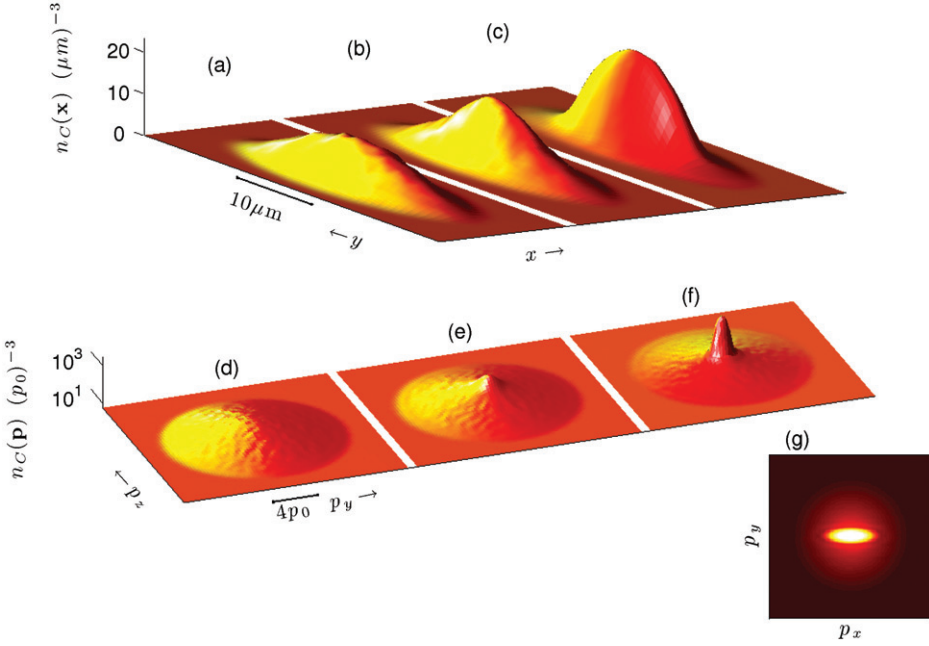 n_C(x) (μm)^−3
20
10
0
(a)
(b)
(c)
10μm
← y
x →
n_C(p) (p_0)^−3
10^3
10^1
(d)
(e)
(f)
← p_z
4p_0
p_y →
(g)
p_y
p_x